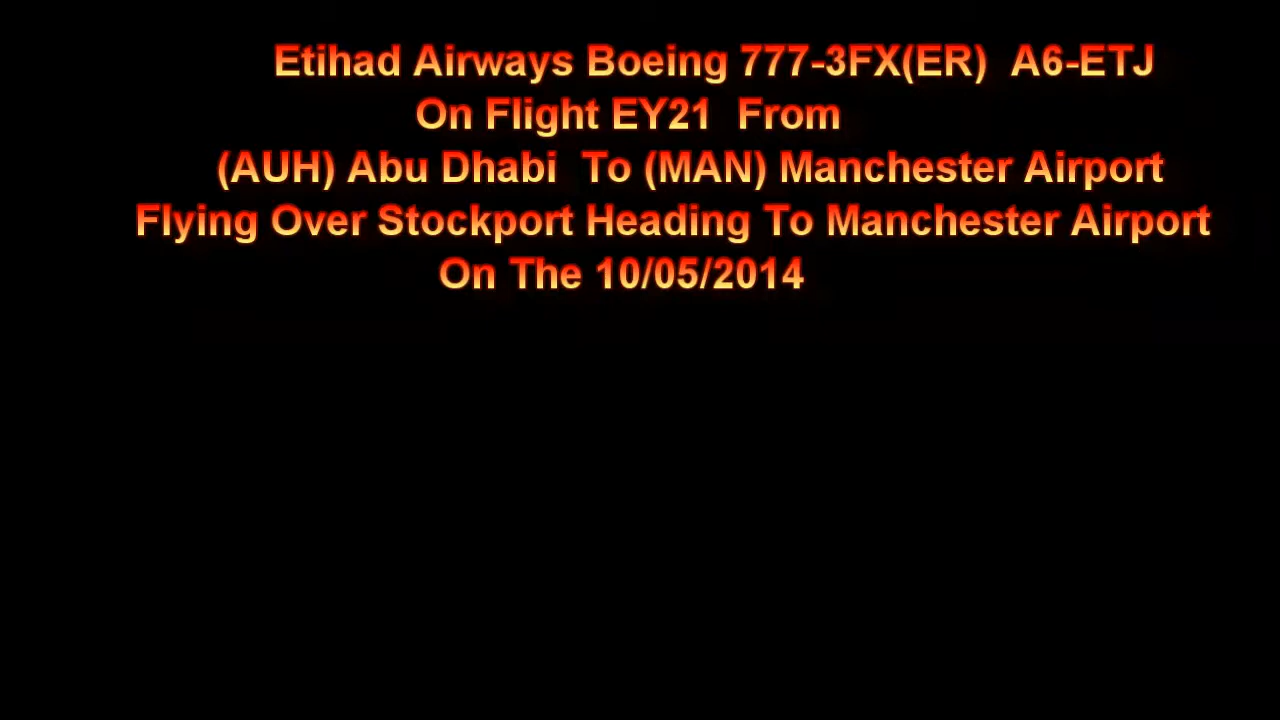 Etihad Airways Boeing 777-3FX(ER)  A6-ETJ
On Flight EY21  From
(AUH) Abu Dhabi  To (MAN) Manchester Airport
Flying Over Stockport Heading To Manchester Airport
On The 10/05/2014